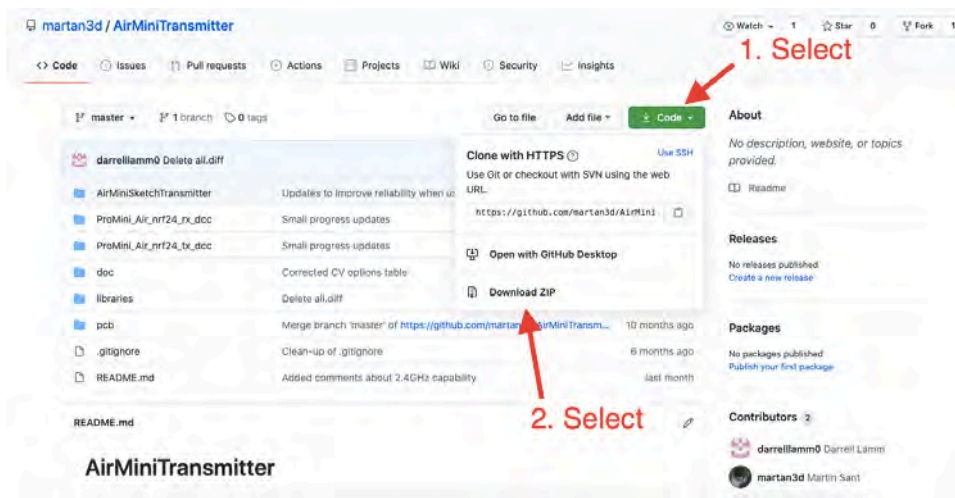 martan3d / AirMiniTransmitter
Watch 1 Star 0 Fork 1
1. Select
Code Issues Pull requests Actions Projects Wiki Security Insights
master 1 branch 0 tags Go to file Add file Code
About
No description, website, or topics
provided.
Readme
darrelllamm0 Delete all.diff
Clone with HTTPS Use SSH
Use Git or checkout with SVN using the web
URL.
https://github.com/martan3d/AirMini
Open with GitHub Desktop
Download ZIP
AirMiniSketchTransmitter Updates to improve reliability when
ProMini_Air_nrf24_rx_dcc Small progress updates
ProMini_Air_nrf24_tx_dcc Small progress updates
doc Corrected CV options table
libraries Delete all.diff
pcb Merge branch 'master' of https://github.com/martan AirMiniTransm... 10 months ago
.gitignore Clean-up of .gitignore 6 months ago
README.md Added comments about 2.4GHz capability last month
Releases
No releases published
Create a new release
Packages
No packages published
Publish your first package
2. Select
README.md
Contributors 2
darrelllamm0 Darrell Lamm
martan3d Martin Sant
AirMiniTransmitter